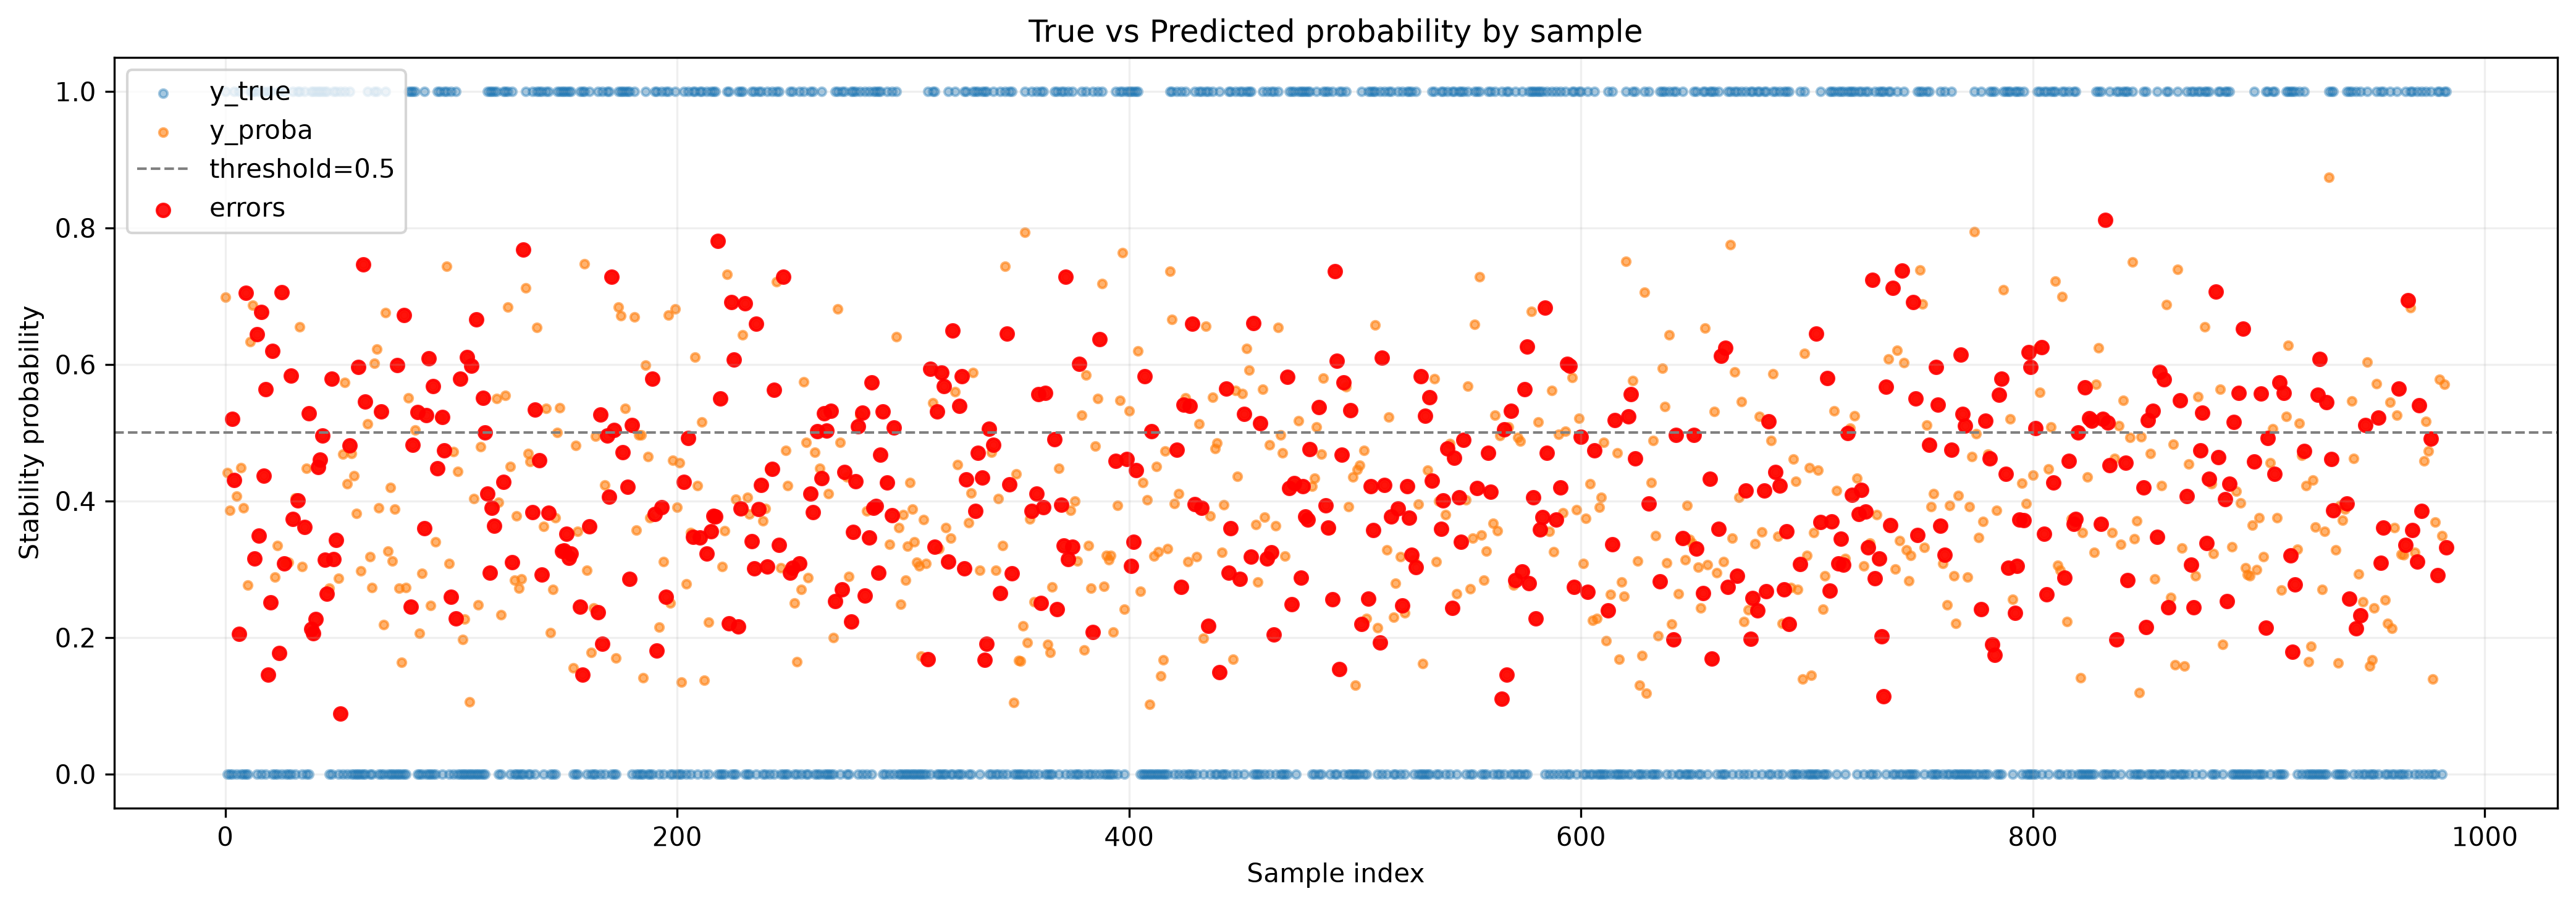 True vs Predicted probability by sample
y_true
y_proba
threshold=0.5
errors
Stability probability
1.0
0.8
0.6
0.4
0.2
0.0
0 200 400 600 800 1000
Sample index